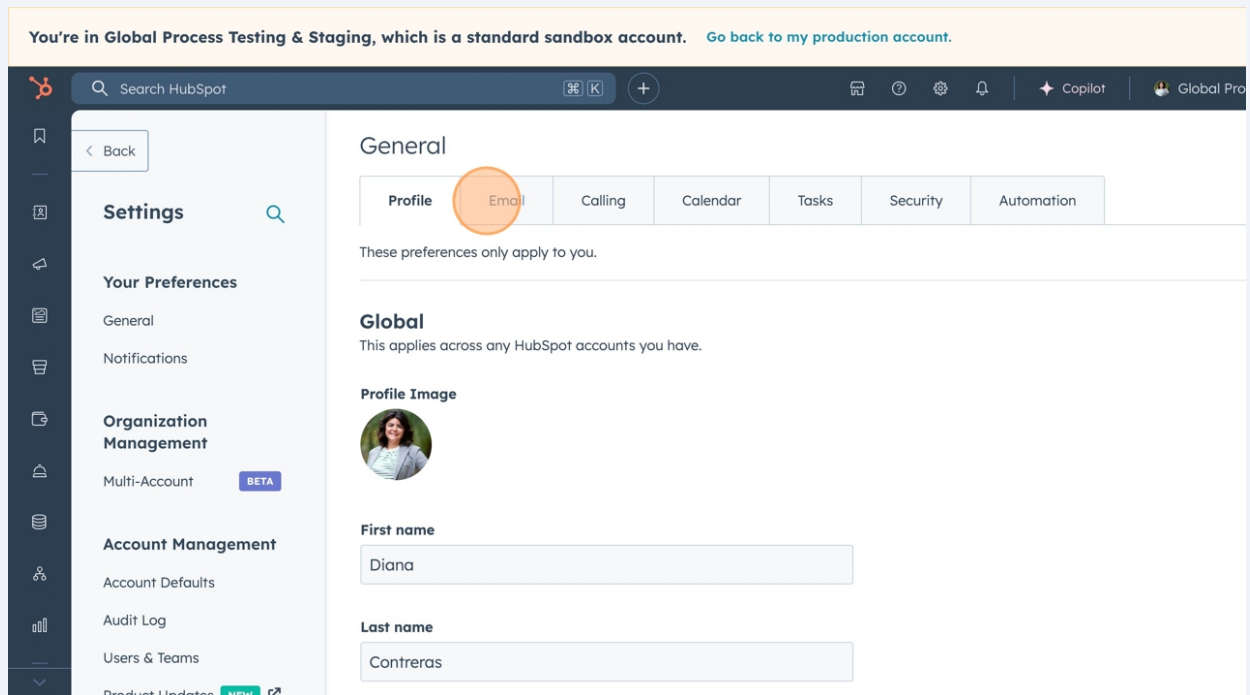 You're in Global Process Testing & Staging, which is a standard sandbox account. Go back to my production account.
Search HubSpot ⌘ K
Copilot
Global Pro
Back
General
Settings
Profile Email Calling Calendar Tasks Security Automation
These preferences only apply to you.
Your Preferences
General
Notifications
Global
This applies across any HubSpot accounts you have.
Profile Image
Organization
Management
Multi-Account BETA
First name
Diana
Account Management
Account Defaults
Audit Log
Last name
Users & Teams
Contreras
Product Updates NEW